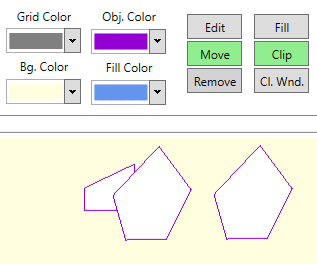 Grid Color
Obj. Color
Edit
Fill
Move
Clip
Bg. Color
Fill Color
Remove
Cl. Wnd.